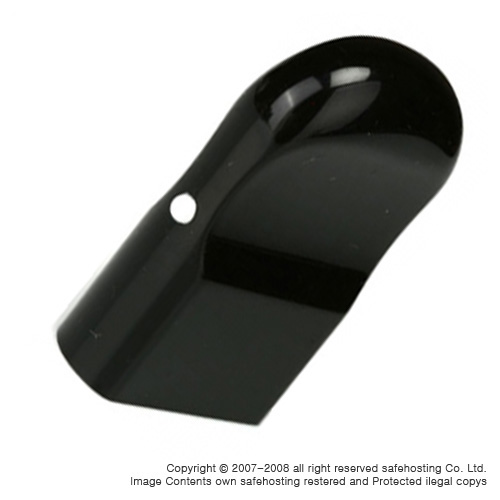 Copyright © 2007-2008 all right reserved safehosting Co. Ltd.
Image Contents own safehosting restered and Protected ilegal copys